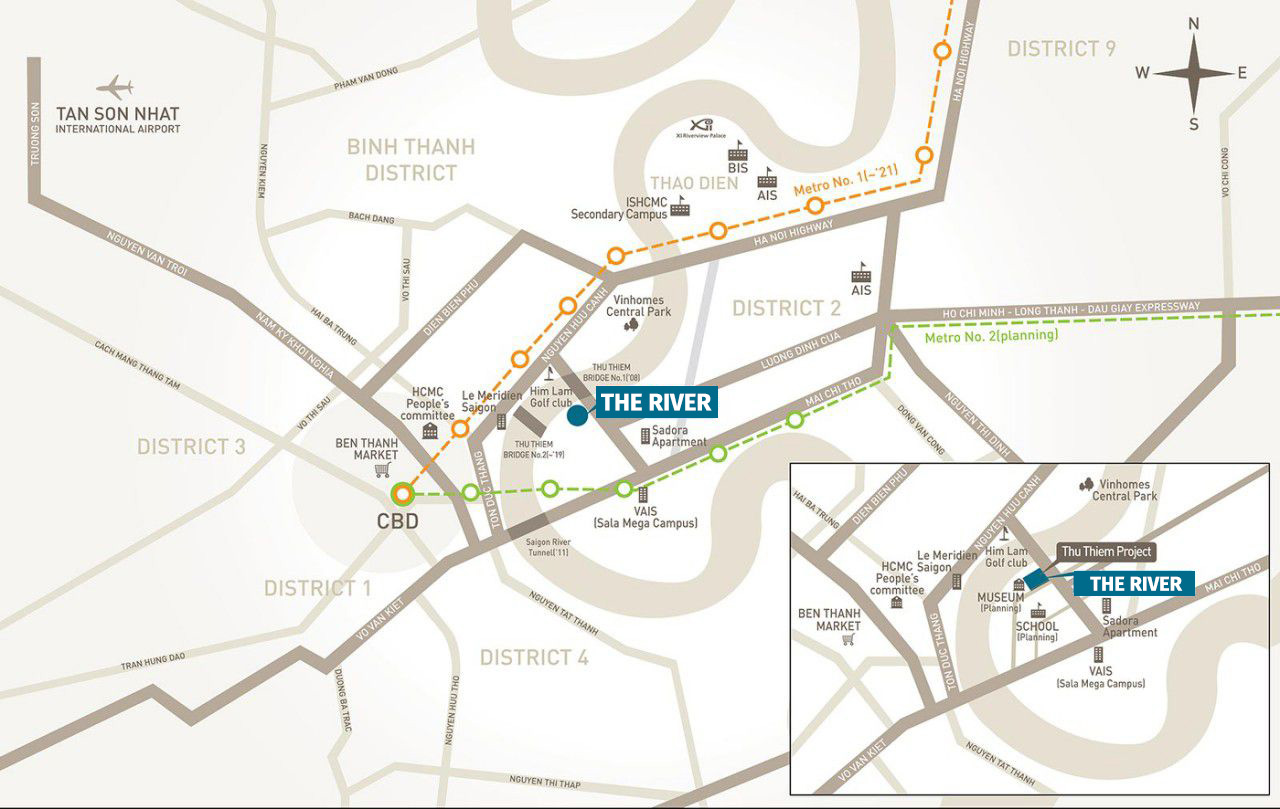 DISTRICT 9
HA NOI HIGHWAY
N
W
E
S
PHAM VAN DONG
TAN SON NHAT
INTERNATIONAL AIRPORT
TRUONG SON
NGUYEN KIEM
BINH THANH
DISTRICT
Xi
XI Riverview Palace
BIS
AIS
THAO DIEN
Metro No. 1(~'21)
VO CHI CONG
ISHCMC
Secondary Campus
BACH DANG
HA NOI HIGHWAY
NGUYEN VAN TROI
VO THI SAU
AIS
DIEN BIEN PHU
NGUYEN HUU CANH
Vinhomes
Central Park
DISTRICT 2
HO CHI MINH - LONG THANH - DAU GIAY EXPRESSWAY
Metro No. 2(planning)
HAI BA TRUNG
NAM KY KHOI NGHIA
LUONG DINH CUA
CACH MANG THANG TAM
THU THIEM
BRIDGE No.1('08)
MAI CHI THO
HCMC
People's
committee
Le Meridien
Saigon
Him Lam
Golf club
THE RIVER
VO THI SAU
DONG VAN CONG
NGUYEN THI DINH
DISTRICT 3
BEN THANH
MARKET
THU THIEM
BRIDGE No.2(~'19)
Sadora
Apartment
TON DUC THANG
CBD
VAIS
(Sala Mega Campus)
Saigon River
Tunnel('11)
DISTRICT 1
VO VAN KIET
NGUYEN TAT THANH
TRAN HUNG DAO
DISTRICT 4
DUONG BA TRAC
NGUYEN HUU THO
NGUYEN THI THAP
HAI BA TRUNG
DIEN BIEN PHU
NGUYEN HUU CANH
Vinhomes
Central Park
Le Meridien
Saigon
Him Lam
Golf club
Thu Thiem Project
HCMC
People's
committee
THE RIVER
MAI CHI THO
MUSEUM
(Planning)
BEN THANH
MARKET
SCHOOL
(Planning)
Sadora
Apartment
TON DUC THANG
VAIS
(Sala Mega Campus)
VO VAN KIET
NGUYEN TAT THANH